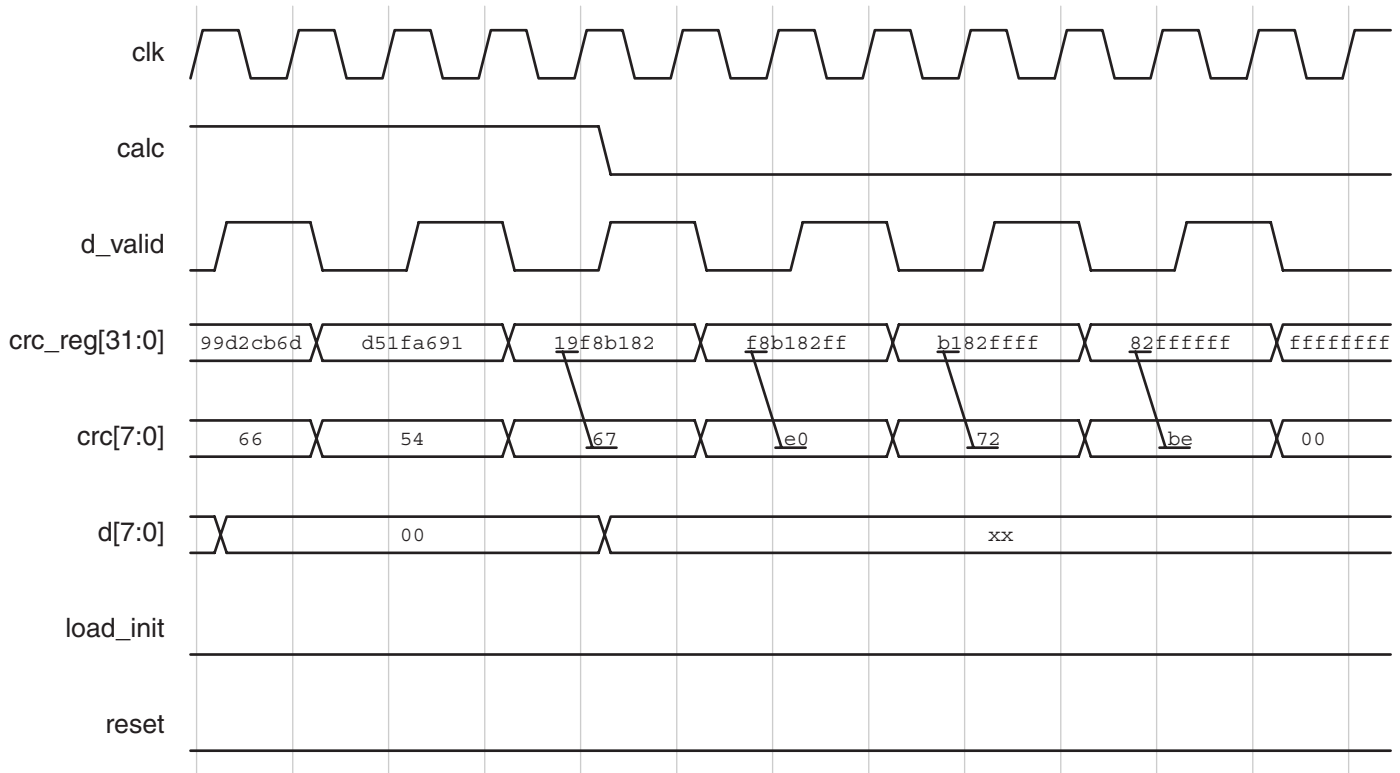 clk
calc
d_valid
crc_reg[31:0] 99d2cb6d d51fa691 19f8b182 f8b182ff b182ffff 82ffffff ffffffff
crc[7:0] 66 54 67 e0 72 be 00
d[7:0] 00 xx
load_init
reset